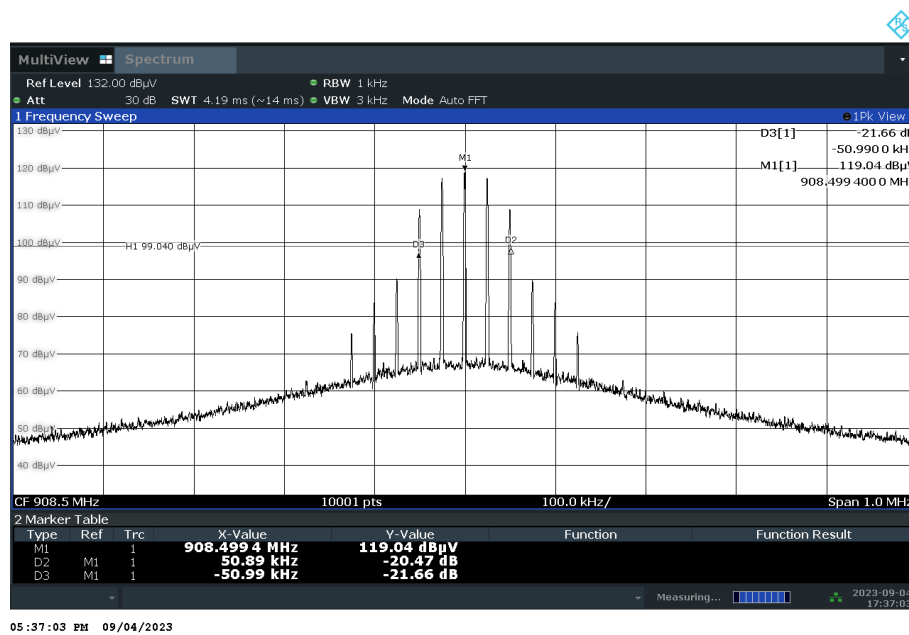 R S
MultiView Spectrum
Ref Level 132.00 dBµV RBW 1 kHz
Att 30 dB SWT 4.19 ms (~14 ms) VBW 3 kHz Mode Auto FFT
1 Frequency Sweep 1Pk View
130 dBµV
D3[1] -21.66 d
-50.990 0 kH
M1
120 dBµV
M1[1] 119.04 dBµV
908.499 400 0 MH
110 dBµV
100 dBµV
H1 99.040 dBµV
D3
D2
90 dBµV
80 dBµV
70 dBµV
60 dBµV
50 dBµV
40 dBµV
CF 908.5 MHz 10001 pts 100.0 kHz/ Span 1.0 MHz
2 Marker Table
Type Ref Trc X-Value Y-Value Function Function Result
M1 1 908.499 4 MHz 119.04 dBµV
D2 M1 1 50.89 kHz -20.47 dB
D3 M1 1 -50.99 kHz -21.66 dB
Measuring... 2023-09-04
17:37:03
05:37:03 PM 09/04/2023